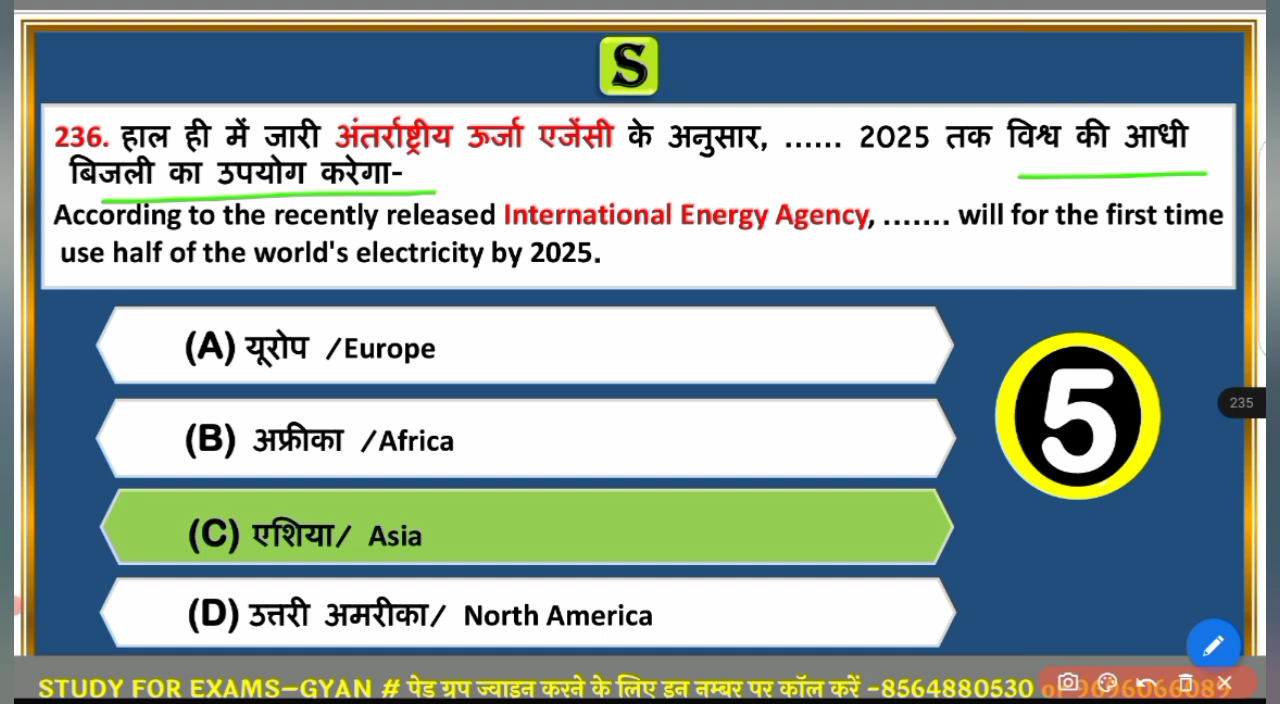 S
236. हाल ही में जारी अंतर्राष्ट्रीय ऊर्जा एजेंसी के अनुसार, ...... 2025 तक विश्व की आधी
बिजली का उपयोग करेगा-
According to the recently released International Energy Agency, ....... will for the first time
use half of the world's electricity by 2025.
(A) यूरोप /Europe
(B) अफ्रीका /Africa
(C) एशिया/ Asia
(D) उत्तरी अमरीका/ North America
5
235
STUDY FOR EXAMS-GYAN # पेड ग्रुप ज्वाइन करने के लिए इन नम्बर पर कॉल करें -8564880530